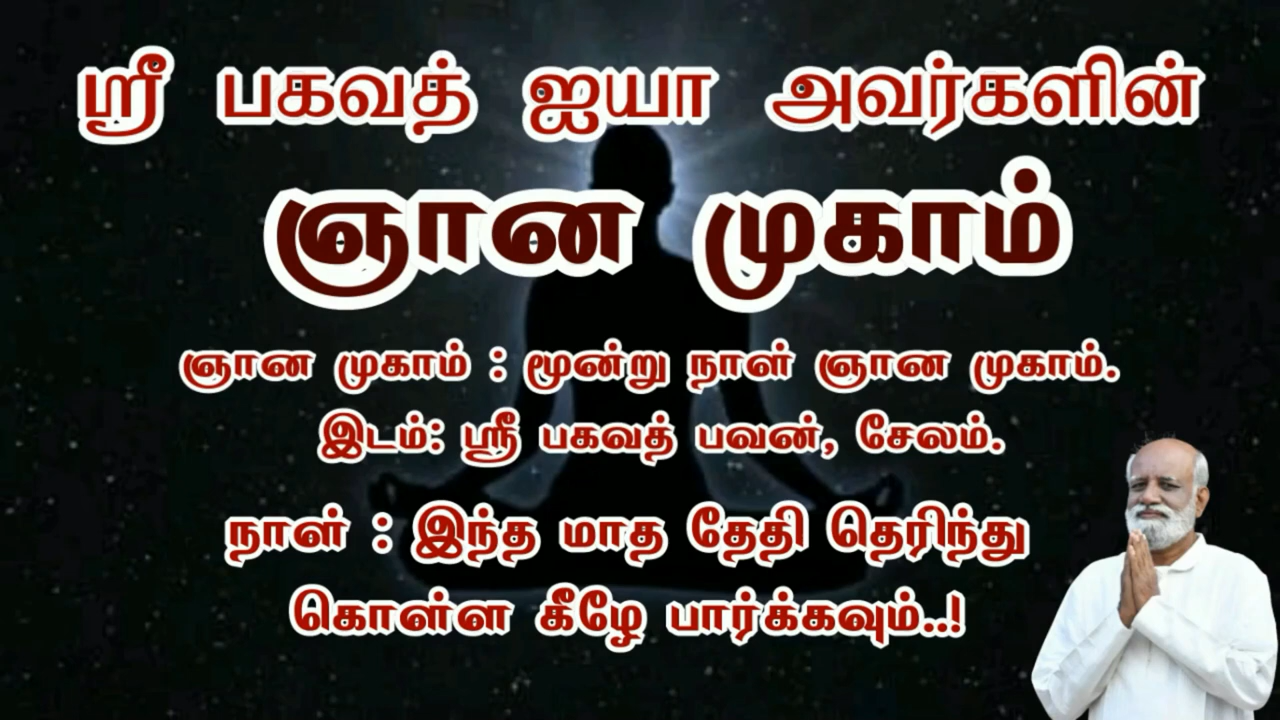 ஸ்ரீ பகவத் ஐயா அவர்களின்
ஞான முகாம்
ஞான முகாம் : மூன்று நாள் ஞான முகாம்.
இடம்: ஸ்ரீ பகவத் பவன், சேலம்.
நாள் : இந்த மாத தேதி தெரிந்து
கொள்ள கீழே பார்க்கவும்..!